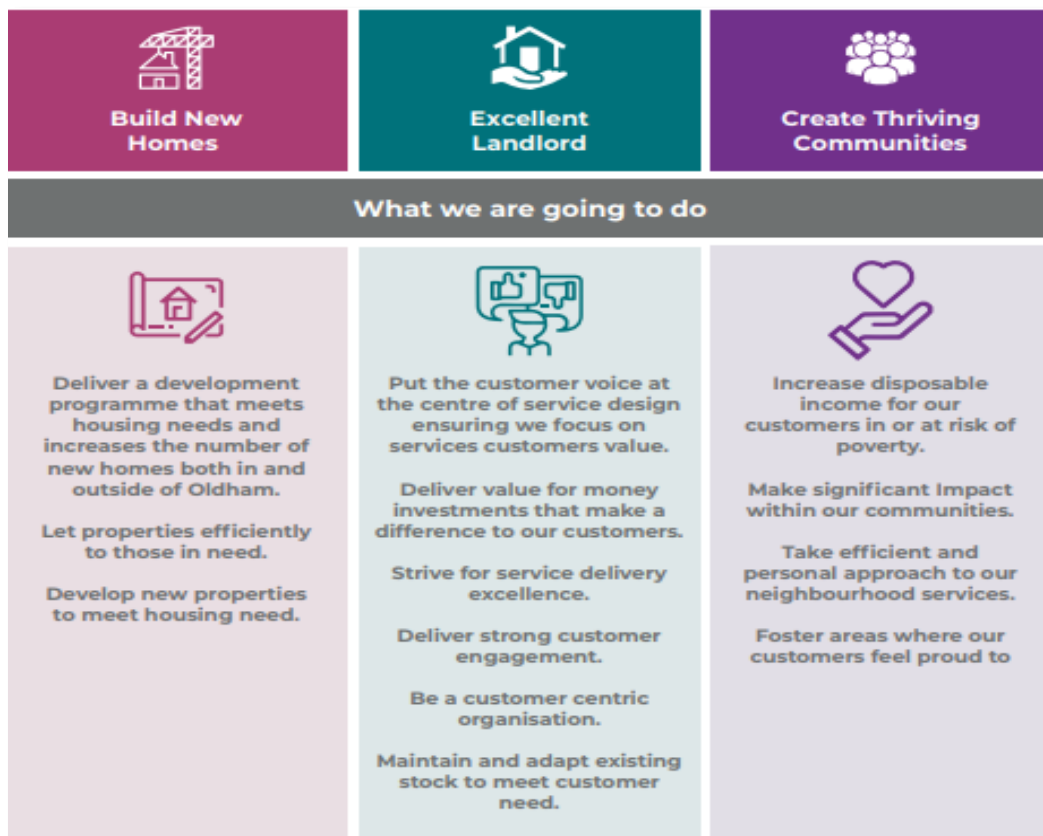 Build New
Homes
Excellent
Landlord
Create Thriving
Communities
What we are going to do
Deliver a development
programme that meets
housing needs and
increases the number of
new homes both in and
outside of Oldham.
Let properties efficiently
to those in need.
Develop new properties
to meet housing need.
Put the customer voice at
the centre of service design
ensuring we focus on
services customers value.
Deliver value for money
investments that make a
difference to our customers.
Strive for service delivery
excellence.
Deliver strong customer
engagement.
Be a customer centric
organisation.
Maintain and adapt existing
stock to meet customer
need.
Increase disposable
income for our
customers in or at risk of
poverty.
Make significant Impact
within our communities.
Take efficient and
personal approach to our
neighbourhood services.
Foster areas where our
customers feel proud to